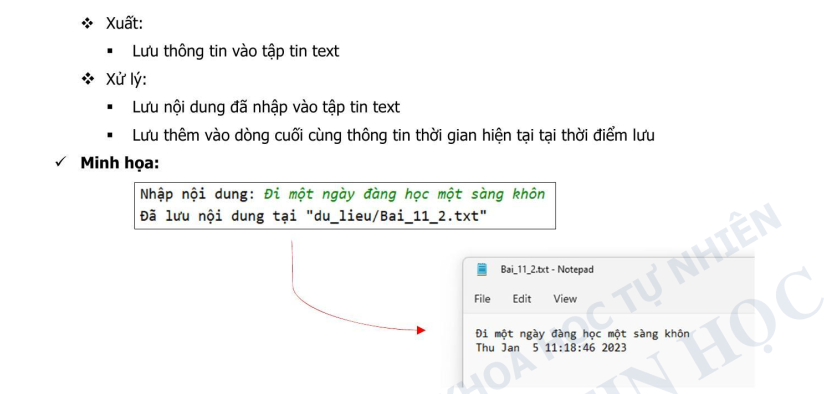 ❖ Xuất:
▪ Lưu thông tin vào tập tin text
❖ Xử lý:
▪ Lưu nội dung đã nhập vào tập tin text
▪ Lưu thêm vào dòng cuối cùng thông tin thời gian hiện tại tại thời điểm lưu
✓ Minh họa:
Nhập nội dung: Đi một ngày đàng học một sàng khôn
Đã lưu nội dung tại "du_lieu/Bai_11_2.txt"
Bai_11_2.txt - Notepad
File Edit View
Đi một ngày đàng học một sàng khôn
Thu Jan  5 11:18:46 2023
KHOA HỌC TỰ NHIÊN
TIN HỌC